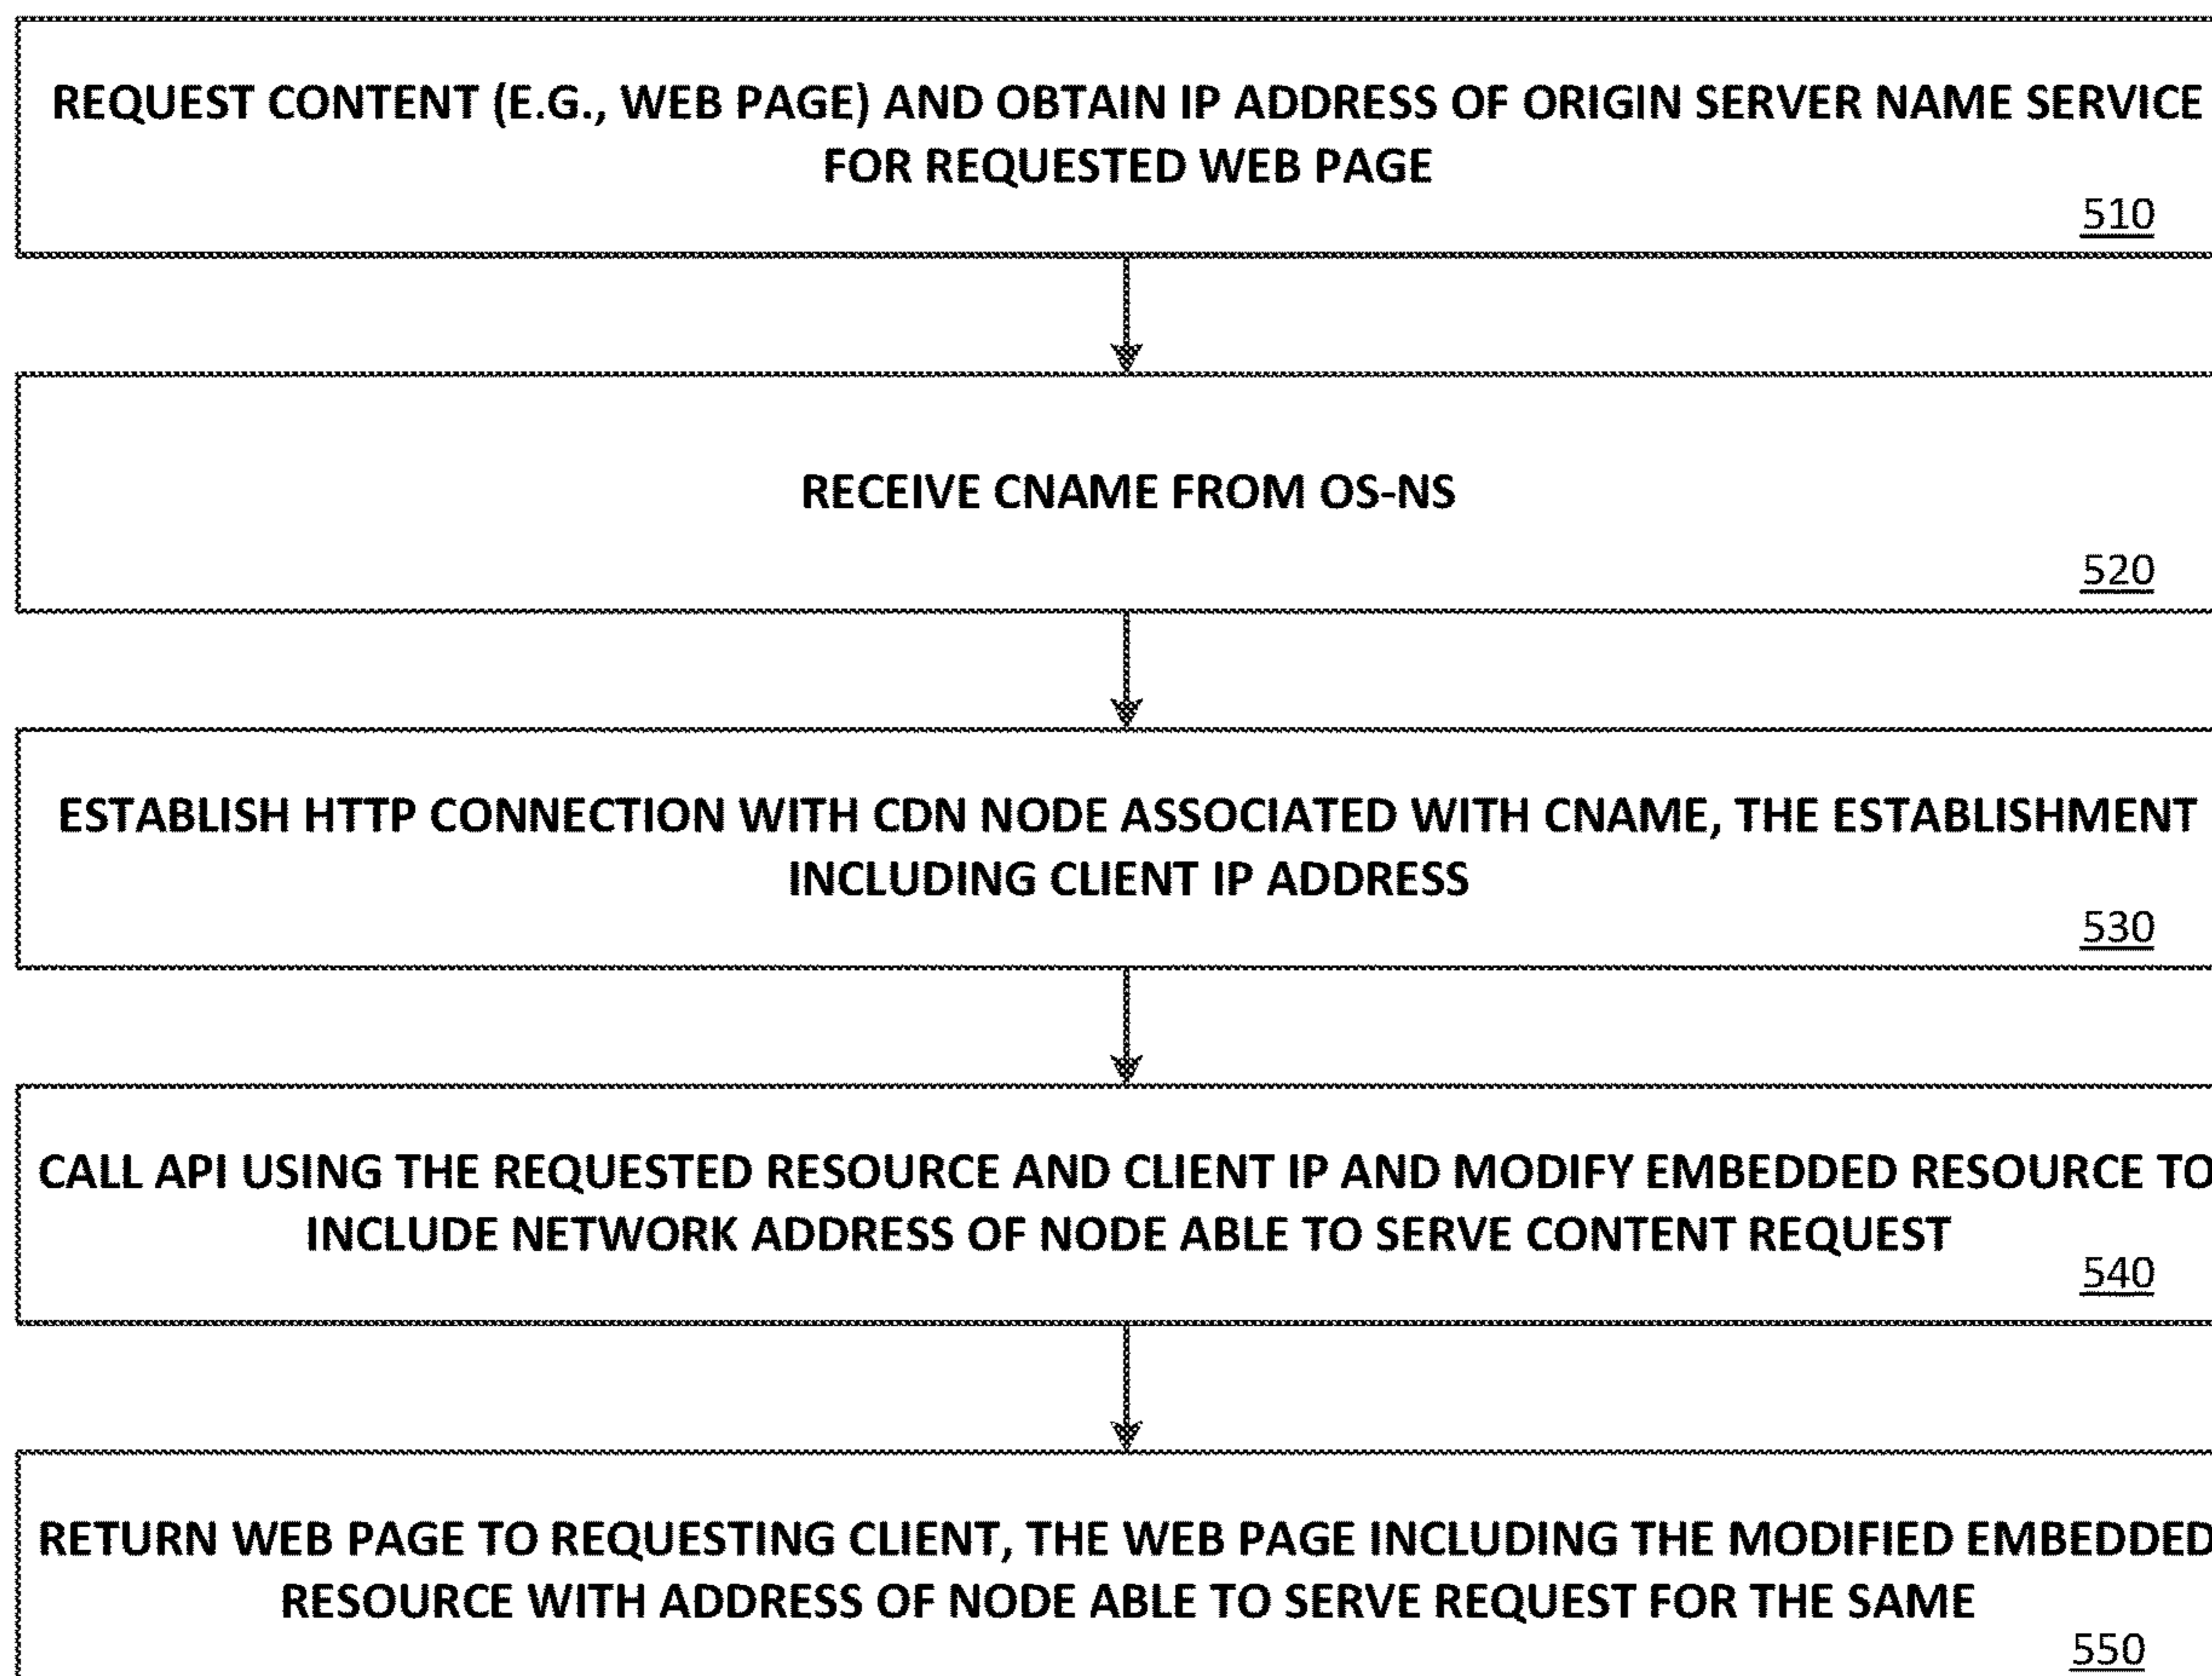 REQUEST CONTENT (E.G., WEB PAGE) AND OBTAIN IP ADDRESS OF ORIGIN SERVER NAME SERVICE
FOR REQUESTED WEB PAGE
510
RECEIVE CNAME FROM OS-NS
520
ESTABLISH HTTP CONNECTION WITH CDN NODE ASSOCIATED WITH CNAME, THE ESTABLISHMENT
INCLUDING CLIENT IP ADDRESS
530
CALL API USING THE REQUESTED RESOURCE AND CLIENT IP AND MODIFY EMBEDDED RESOURCE TO
INCLUDE NETWORK ADDRESS OF NODE ABLE TO SERVE CONTENT REQUEST
540
RETURN WEB PAGE TO REQUESTING CLIENT, THE WEB PAGE INCLUDING THE MODIFIED EMBEDDED
RESOURCE WITH ADDRESS OF NODE ABLE TO SERVE REQUEST FOR THE SAME
550